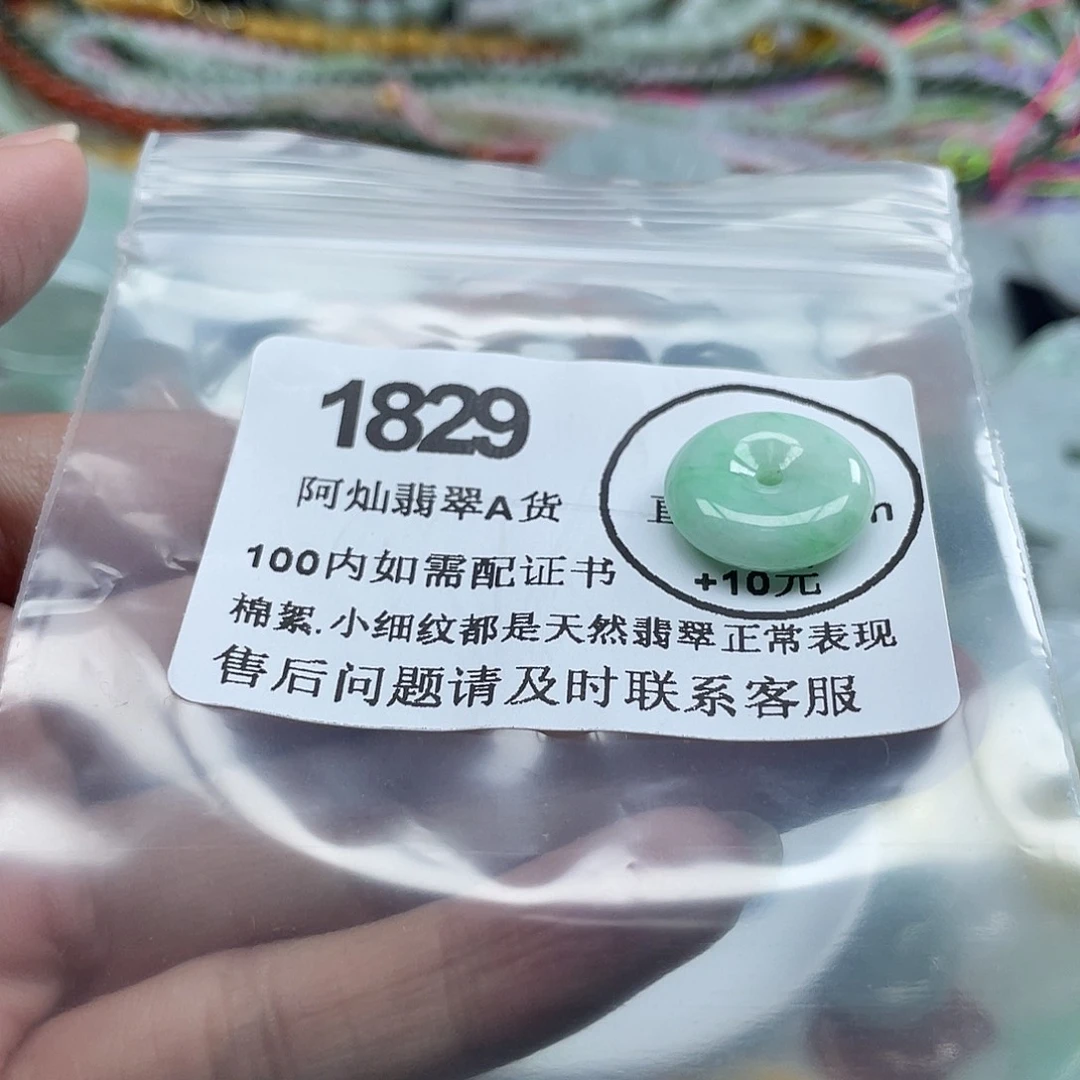 1829
阿灿翡翠A货
100内如需配证书
+10元
棉絮.小细纹都是天然翡翠正常表现
售后问题请及时联系客服